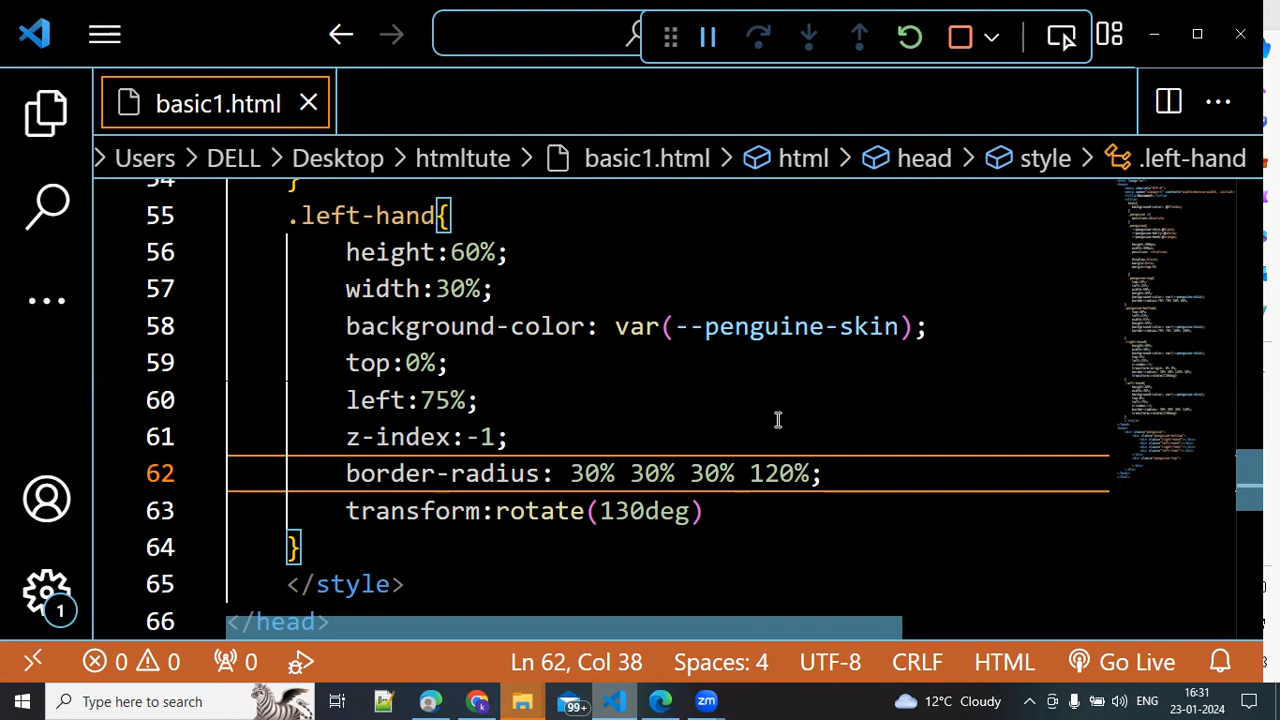 basic1.html
Users > DELL > Desktop > htmltute > basic1.html > html > head > style > .left-hand
54 }
55 .left-hand{
56 height:60%;
57 width:30%;
58 background-color: var(--penguine-skin);
59 top:0%;
60 left:75%;
61 z-index:-1;
62 border-radius: 30% 30% 30% 120%;
63 transform:rotate(130deg)
64 }
65 </style>
66 </head>
1
0 0 0 Ln 62, Col 38 Spaces: 4 UTF-8 CRLF HTML Go Live
Type here to search 99+ zm 12°C Cloudy ENG 16:31
23-01-2024